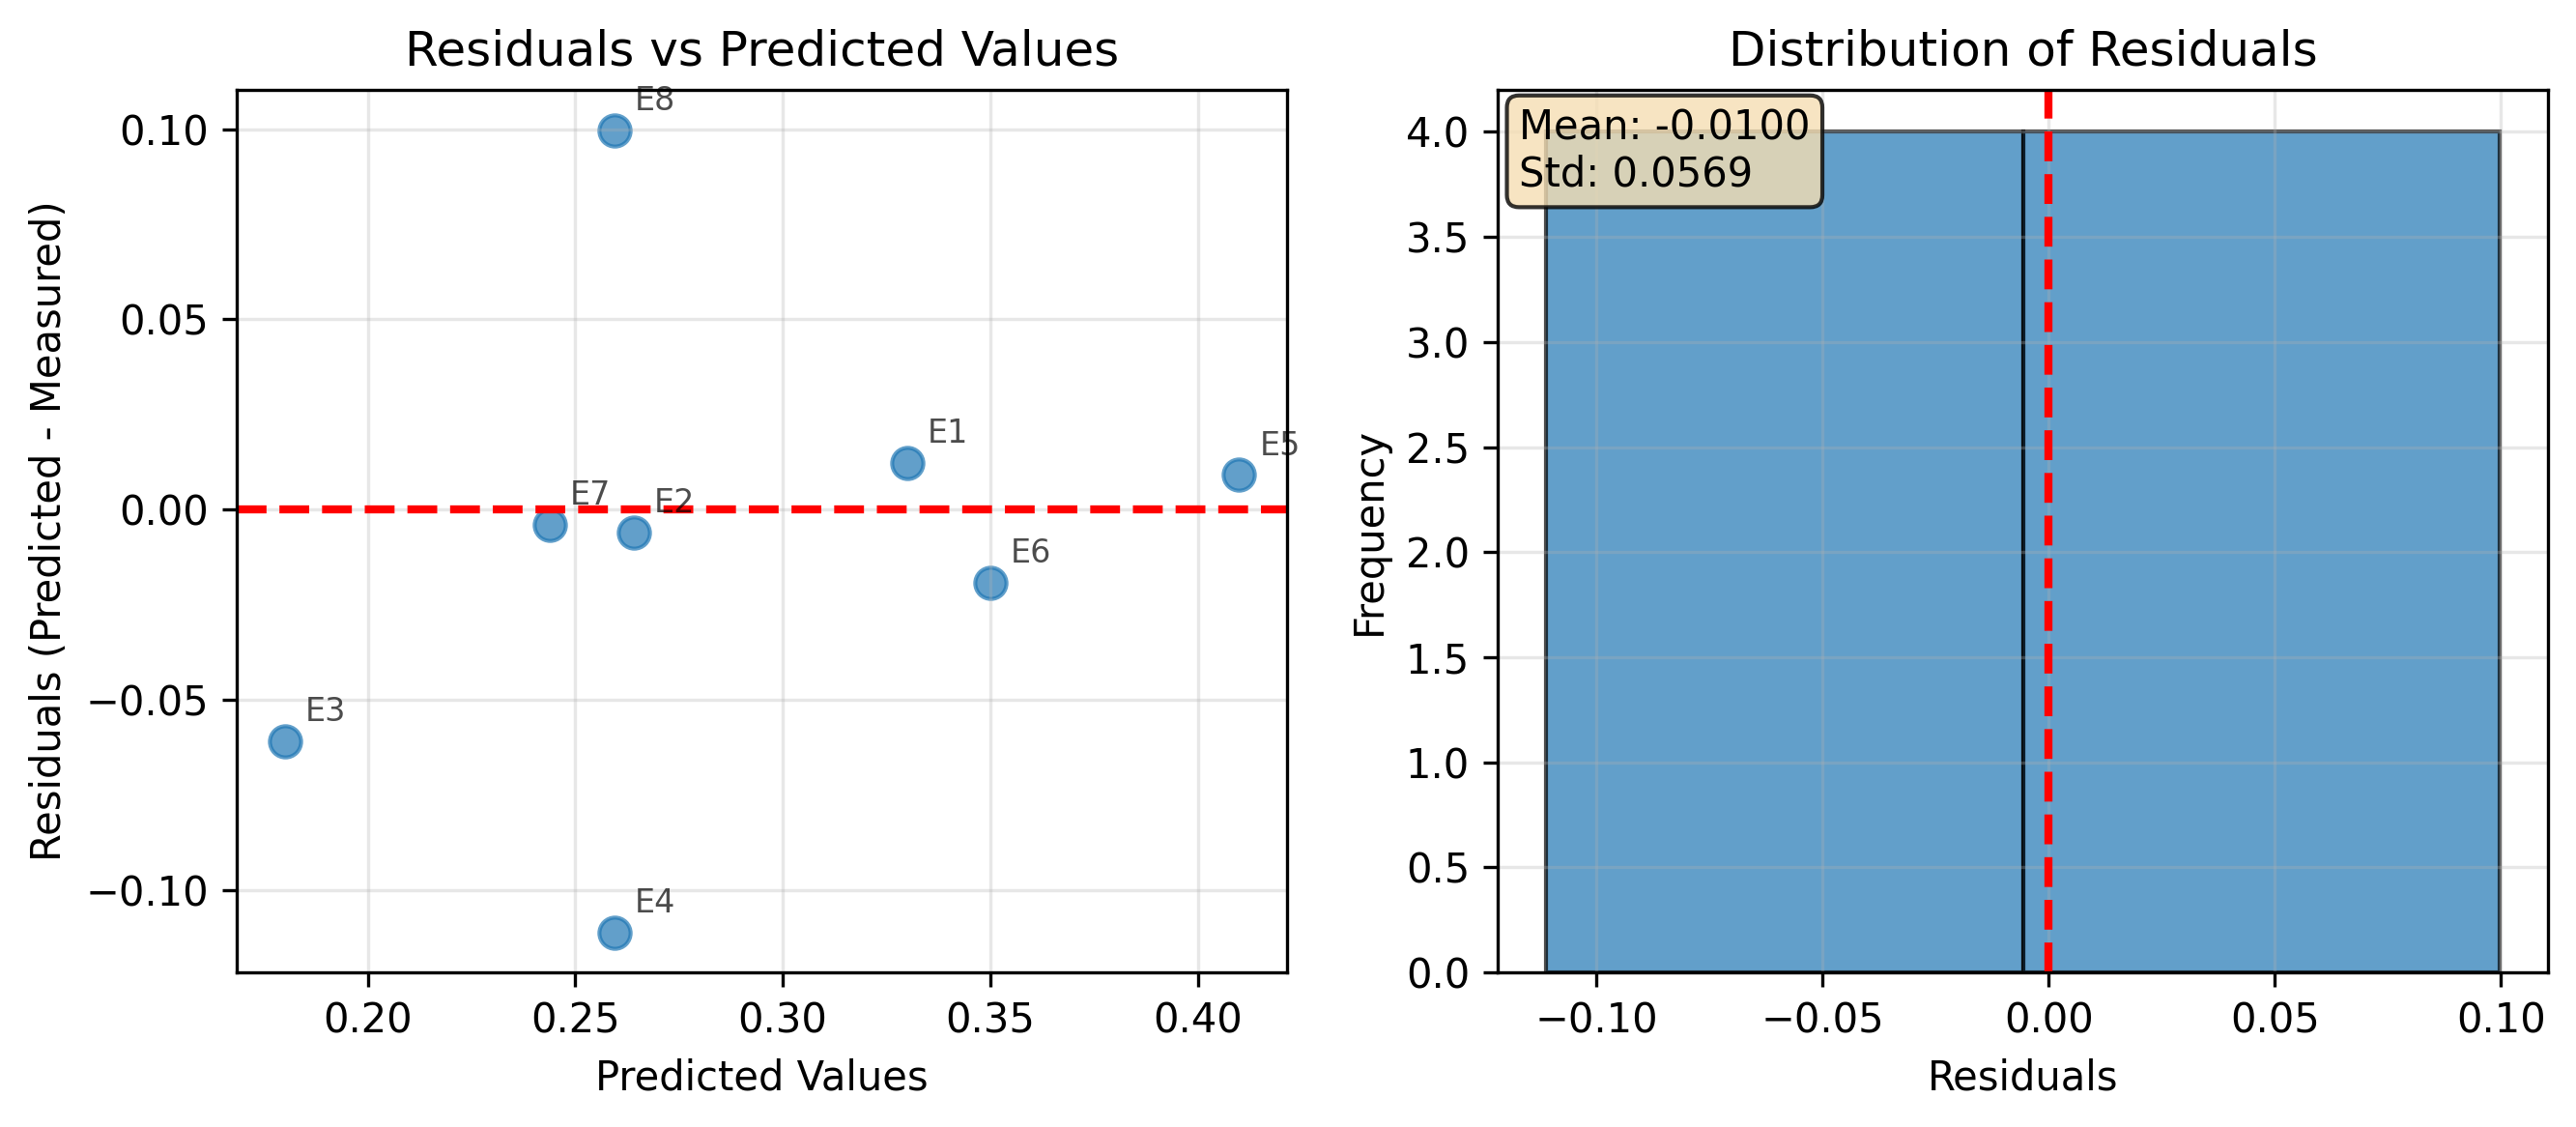 Residuals vs Predicted Values
Residuals (Predicted - Measured)
0.10
0.05
0.00
−0.05
−0.10
E8
E1
E5
E7
E2
E6
E3
E4
0.20
0.25
0.30
0.35
0.40
Predicted Values
Distribution of Residuals
Mean: -0.0100
Std: 0.0569
Frequency
4.0
3.5
3.0
2.5
2.0
1.5
1.0
0.5
0.0
−0.10
−0.05
0.00
0.05
0.10
Residuals